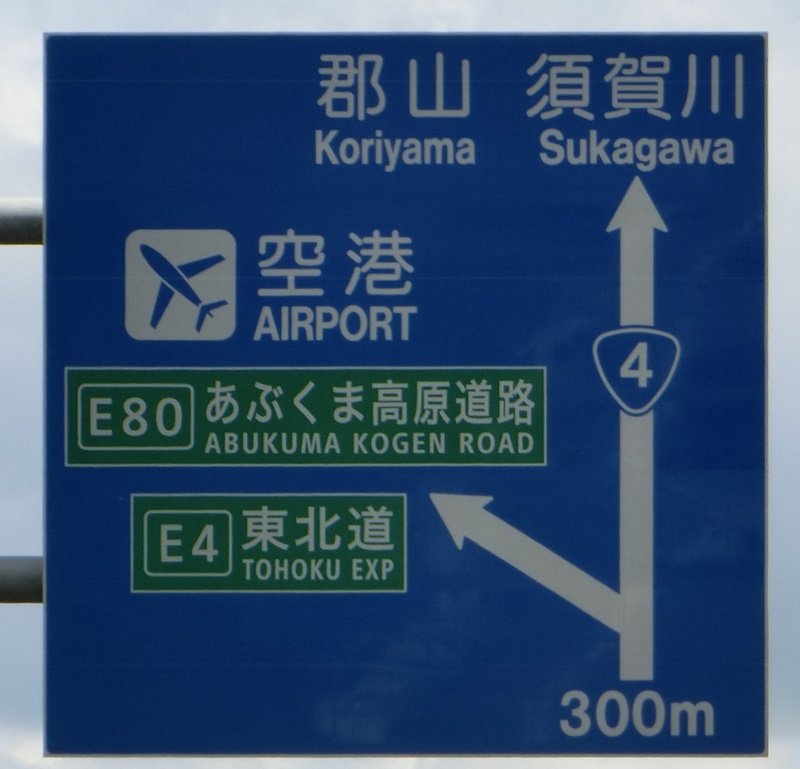 郡山 須賀川
Koriyama Sukagawa
空港
AIRPORT
4
E80 あぶくま高原道路
ABUKUMA KOGEN ROAD
E4 東北道
TOHOKU EXP
300m